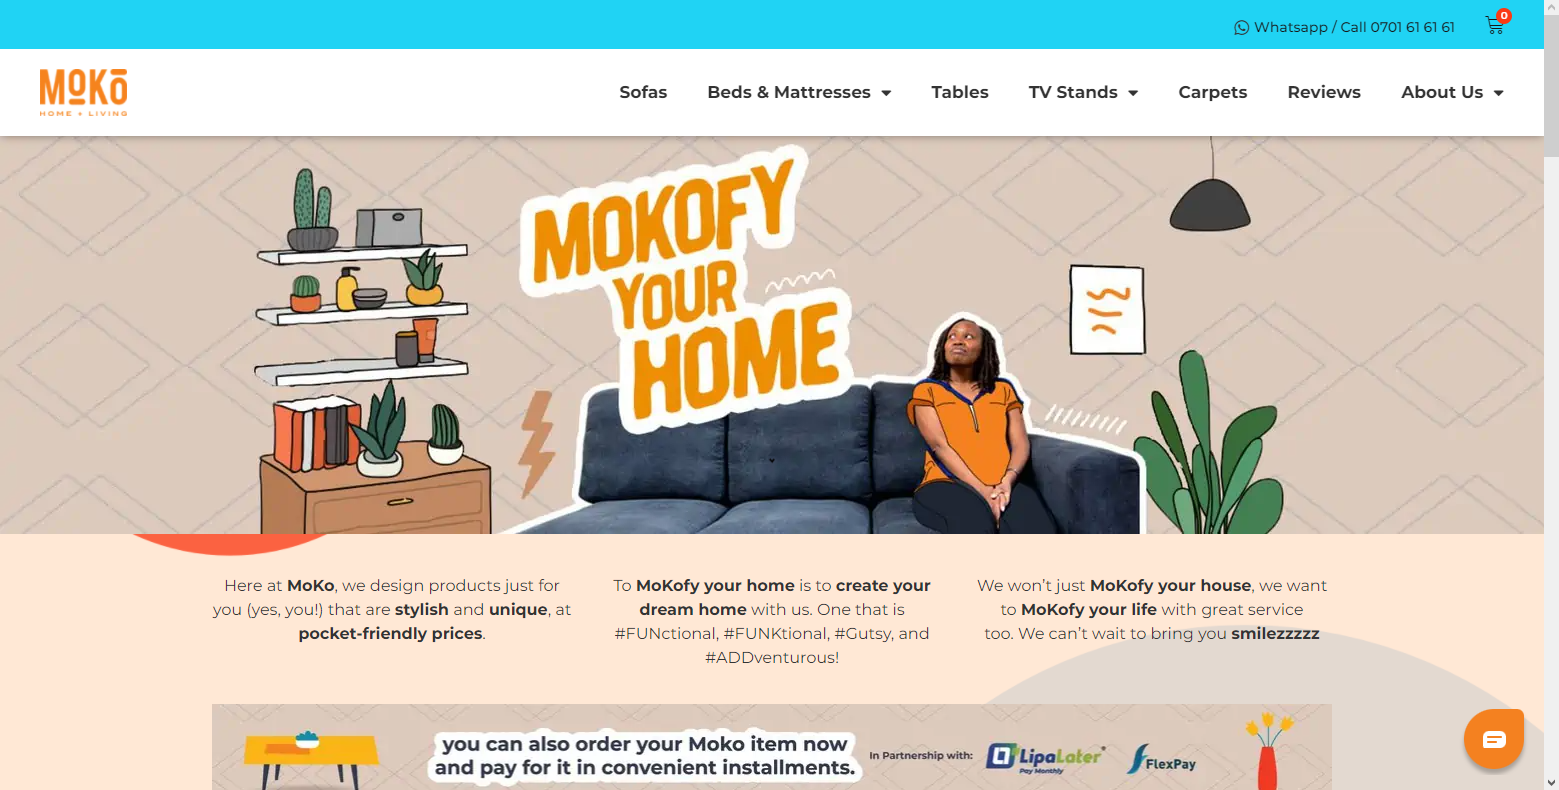 Whatsapp / Call 0701 61 61 61
0
MoKo
HOME + LIVING
Sofas
Beds & Mattresses
Tables
TV Stands
Carpets
Reviews
About Us
MOKOFY
YOUR
HOME
Here at MoKo, we design products just for
you (yes, you!) that are stylish and unique, at
pocket-friendly prices.
To MoKofy your home is to create your
dream home with us. One that is
#FUNctional, #FUNKtional, #Gutsy, and
#ADDventurous!
We won’t just MoKofy your house, we want
to MoKofy your life with great service
too. We can’t wait to bring you smilezzzzz
you can also order your Moko item now
and pay for it in convenient installments.
In Partnership with:
LipaLater
Pay Monthly
FlexPay